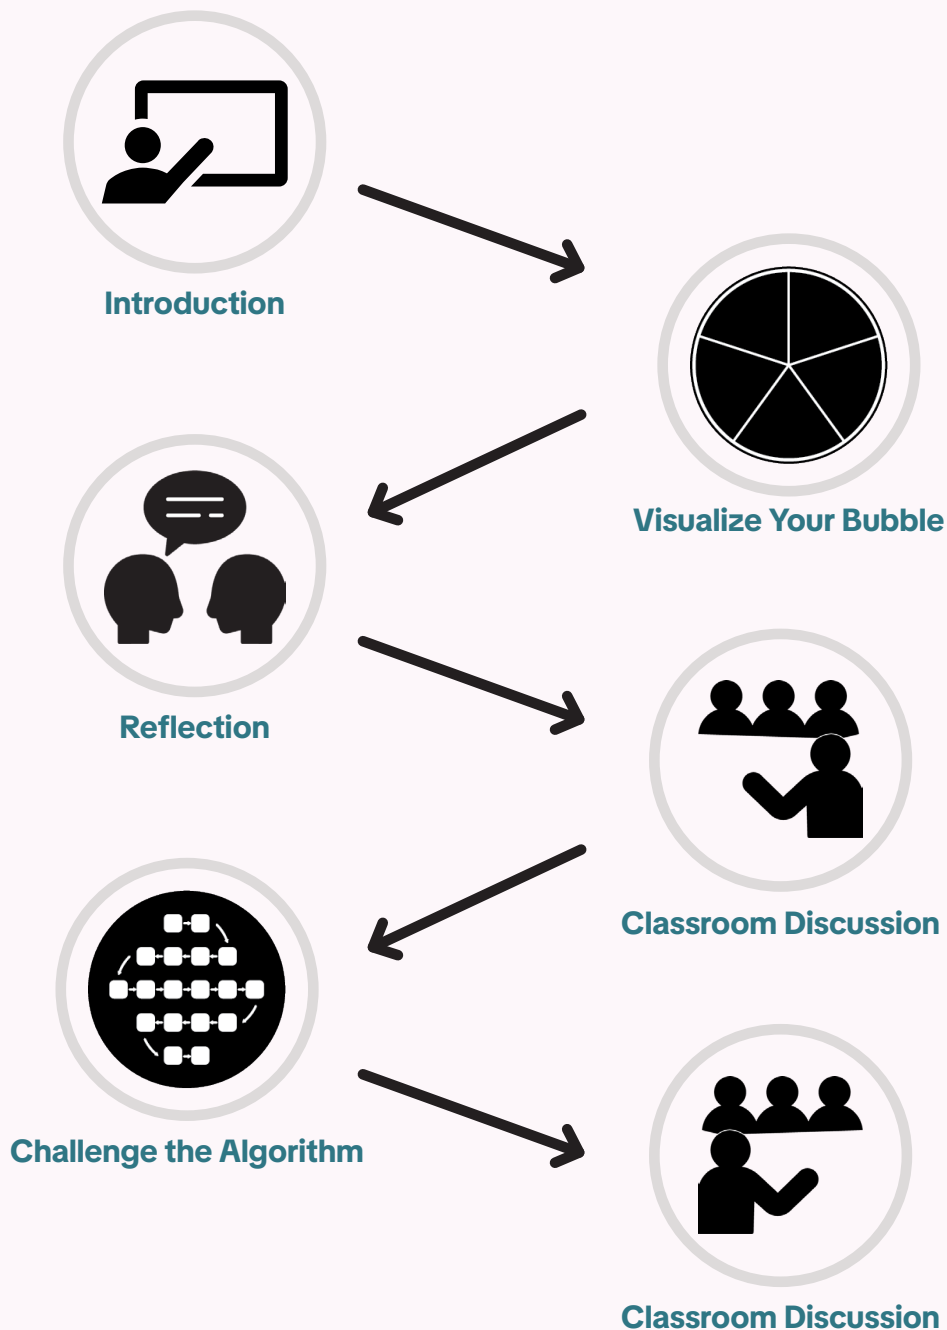 Introduction
Visualize Your Bubble
Reflection
Classroom Discussion
Challenge the Algorithm
Classroom Discussion